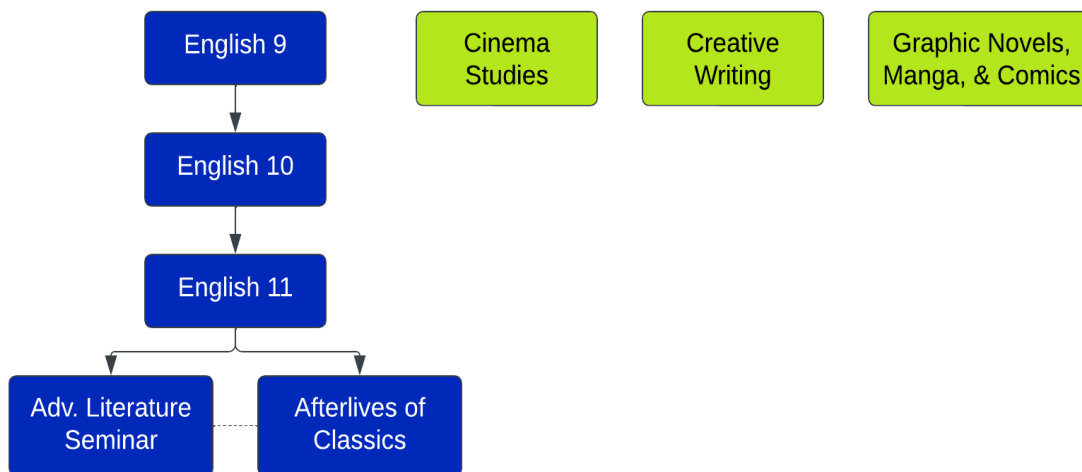 English 9
Cinema
Studies
Creative
Writing
Graphic Novels,
Manga, & Comics
English 10
English 11
Adv. Literature
Seminar
Afterlives of
Classics